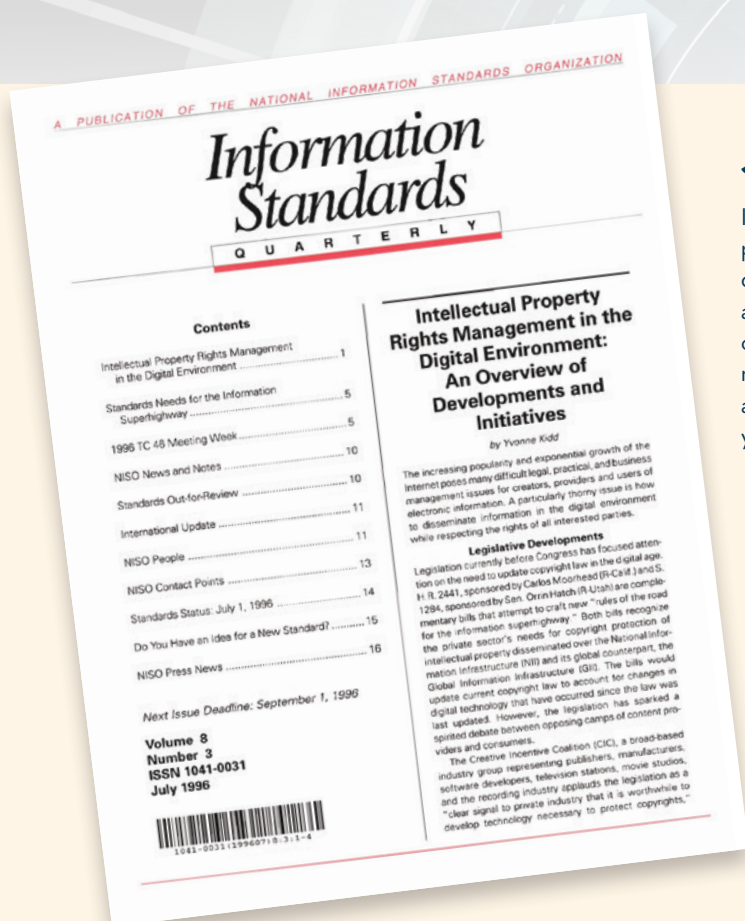 A PUBLICATION OF THE NATIONAL INFORMATION STANDARDS ORGANIZATION
Information
Standards
QUARTERLY
Contents
Intellectual Property Rights Management
in the Digital Environment ........ 1
Standards Needs for the Information
Superhighway ........ 5
1996 TC 46 Meeting Week ........ 5
NISO News and Notes ........ 10
Standards Out-for-Review ........ 10
International Update ........ 11
NISO People ........ 11
NISO Contact Points ........ 13
Standards Status: July 1, 1996 ........ 14
Do You Have an Idea for a New Standard? ........ 15
NISO Press News ........ 16
Next Issue Deadline: September 1, 1996
Volume 8
Number 3
ISSN 1041-0031
July 1996
1041-0031(199607)8:3;1-4
Intellectual Property
Rights Management in the
Digital Environment:
An Overview of
Developments and
Initiatives
by Yvonne Kidd
The increasing popularity and exponential growth of the
Internet poses many difficult legal, practical, and business
management issues for creators, providers and users of
electronic information. A particularly thorny issue is how
to disseminate information in the digital environment
while respecting the rights of all interested parties.
Legislative Developments
Legislation currently before Congress has focused atten-
tion on the need to update copyright law in the digital age.
H. R. 2441, sponsored by Carlos Moorhead (R-Calif.) and S.
1284, sponsored by Sen. Orrin Hatch (R-Utah) are comple-
mentary bills that attempt to craft new "rules of the road
for the information superhighway." Both bills recognize
the private sector's needs for copyright protection of
intellectual property disseminated over the National Infor-
mation Infrastructure (NII) and its global counterpart, the
Global Information Infrastructure (GII). The bills would
update current copyright law to account for changes in
digital technology that have occurred since the law was
last updated. However, the legislation has sparked a
spirited debate between opposing camps of content pro-
viders and consumers.
The Creative Incentive Coalition (CIC), a broad-based
industry group representing publishers, manufacturers,
software developers, television stations, movie studios,
and the recording industry applauds the legislation as a
"clear signal to private industry that it is worthwhile to
develop technology necessary to protect copyrights,"